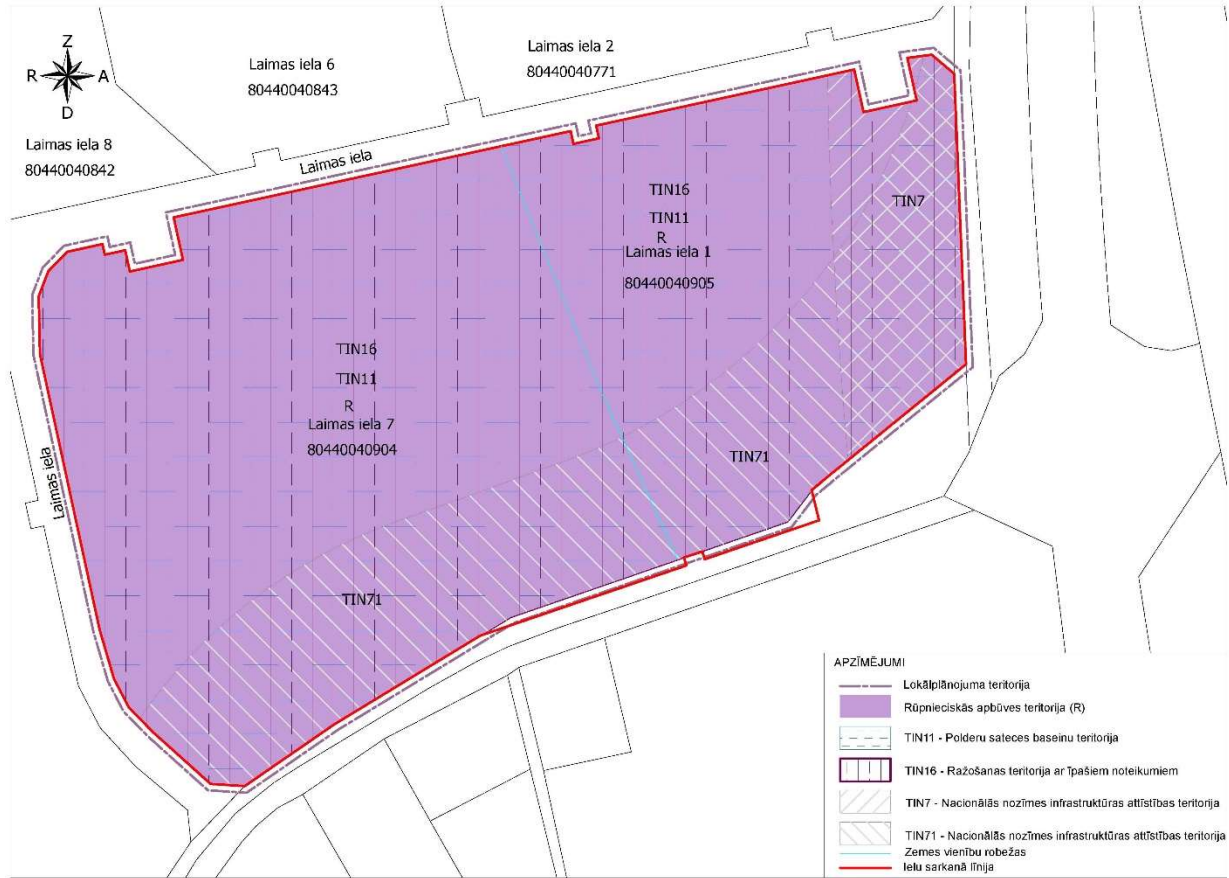 Z
R A
D
Laimas iela 6
80440040843
Laimas iela 2
80440040771
Laimas iela 8
80440040842
Laimas iela
TIN16
TIN11
R
Laimas iela 1
80440040905
TIN7
TIN16
TIN11
R
Laimas iela 7
80440040904
TIN71
Laimas iela
TIN71
APZĪMĒJUMI
Lokālplānojuma teritorija
Rūpnieciskās apbūves teritorija (R)
TIN11 - Polderu sateces baseinu teritorija
TIN16 - Ražošanas teritorija ar īpašiem noteikumiem
TIN7 - Nacionālās nozīmes infrastruktūras attīstības teritorija
TIN71 - Nacionālās nozīmes infrastruktūras attīstības teritorija
Zemes vienību robežas
Ielu sarkanā līnija